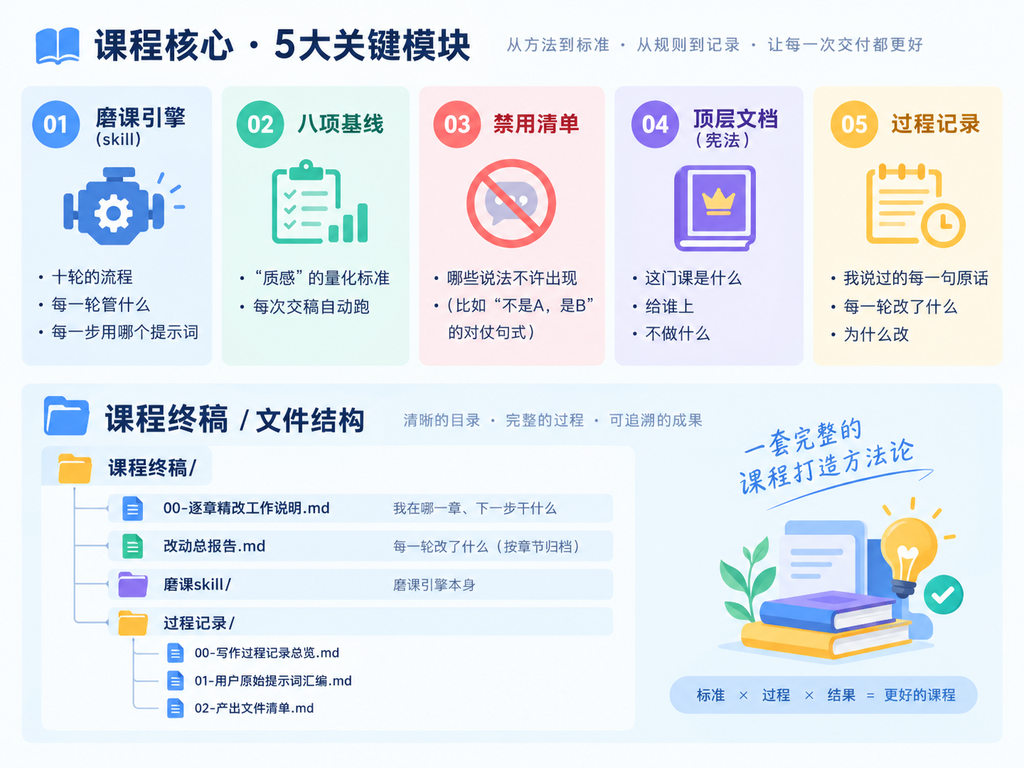 课程核心 · 5大关键模块
从方法到标准 · 从规则到记录 · 让每一次交付都更好
01
磨课引擎
(skill)
• 十轮的流程
• 每一轮管什么
• 每一步用哪个提示词
02
八项基线
• “质感”的量化标准
• 每次交稿自动跑
03
禁用清单
• 哪些说法不许出现
• （比如“不是A，是B”
的对仗句式）
04
顶层文档
（宪法）
• 这门课是什么
• 给谁上
• 不做什么
05
过程记录
• 我说过的每一句原话
• 每一轮改了什么
• 为什么改
课程终稿 / 文件结构
清晰的目录 · 完整的过程 · 可追溯的成果
课程终稿/
00-逐章精改工作说明.md 我在哪一章、下一步干什么
改动总报告.md 每一轮改了什么（按章节归档）
磨课skill/ 磨课引擎本身
过程记录/
00-写作过程记录总览.md
01-用户原始提示词汇编.md
02-产出文件清单.md
一套完整的
课程打造方法论
标准 × 过程 × 结果 = 更好的课程